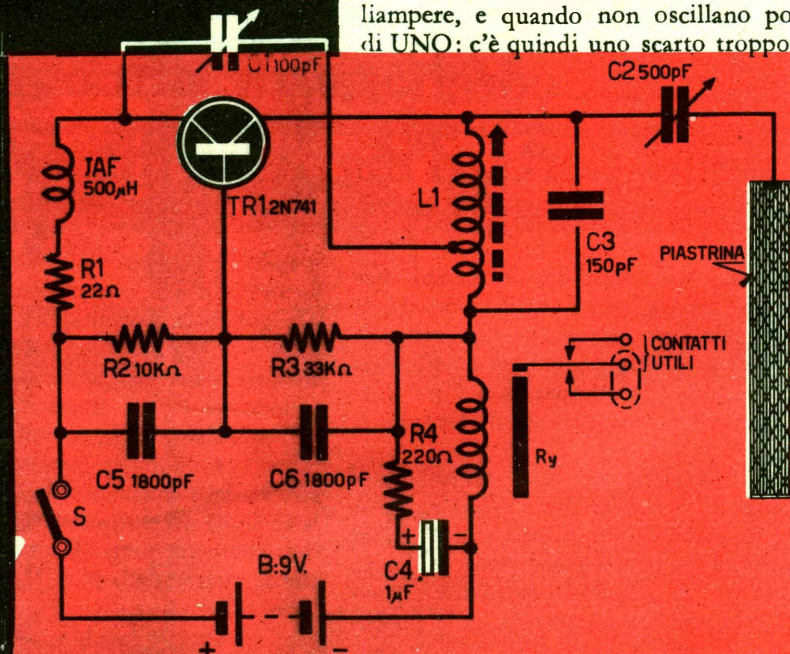 liampere, e quando non oscillano po
di UNO: c'è quindi uno scarto troppo
C1 100pF
C2 500pF
JAF
500µH
TR1 2N741
L1
C3
150pF
PIASTRINA
R1
22Ω
R2 10KΩ
R3 33KΩ
CONTATTI
UTILI
R4
220Ω
Ry
C5 1800pF
C6 1800pF
S
+ -
C4
1µF
B:9V.
+ -